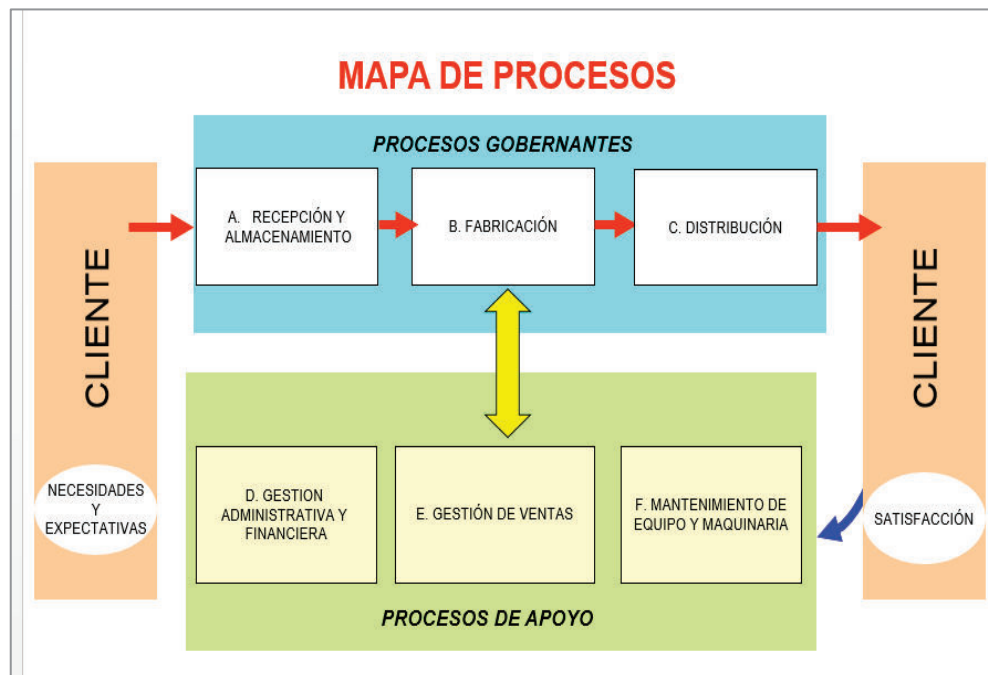 MAPA DE PROCESOS
PROCESOS GOBERNANTES
CLIENTE
A. RECEPCIÓN Y
ALMACENAMIENTO
B. FABRICACIÓN
C. DISTRIBUCIÓN
CLIENTE
NECESIDADES
Y
EXPECTATIVAS
D. GESTION
ADMINISTRATIVA Y
FINANCIERA
E. GESTIÓN DE VENTAS
F. MANTENIMIENTO DE
EQUIPO Y MAQUINARIA
SATISFACCIÓN
PROCESOS DE APOYO